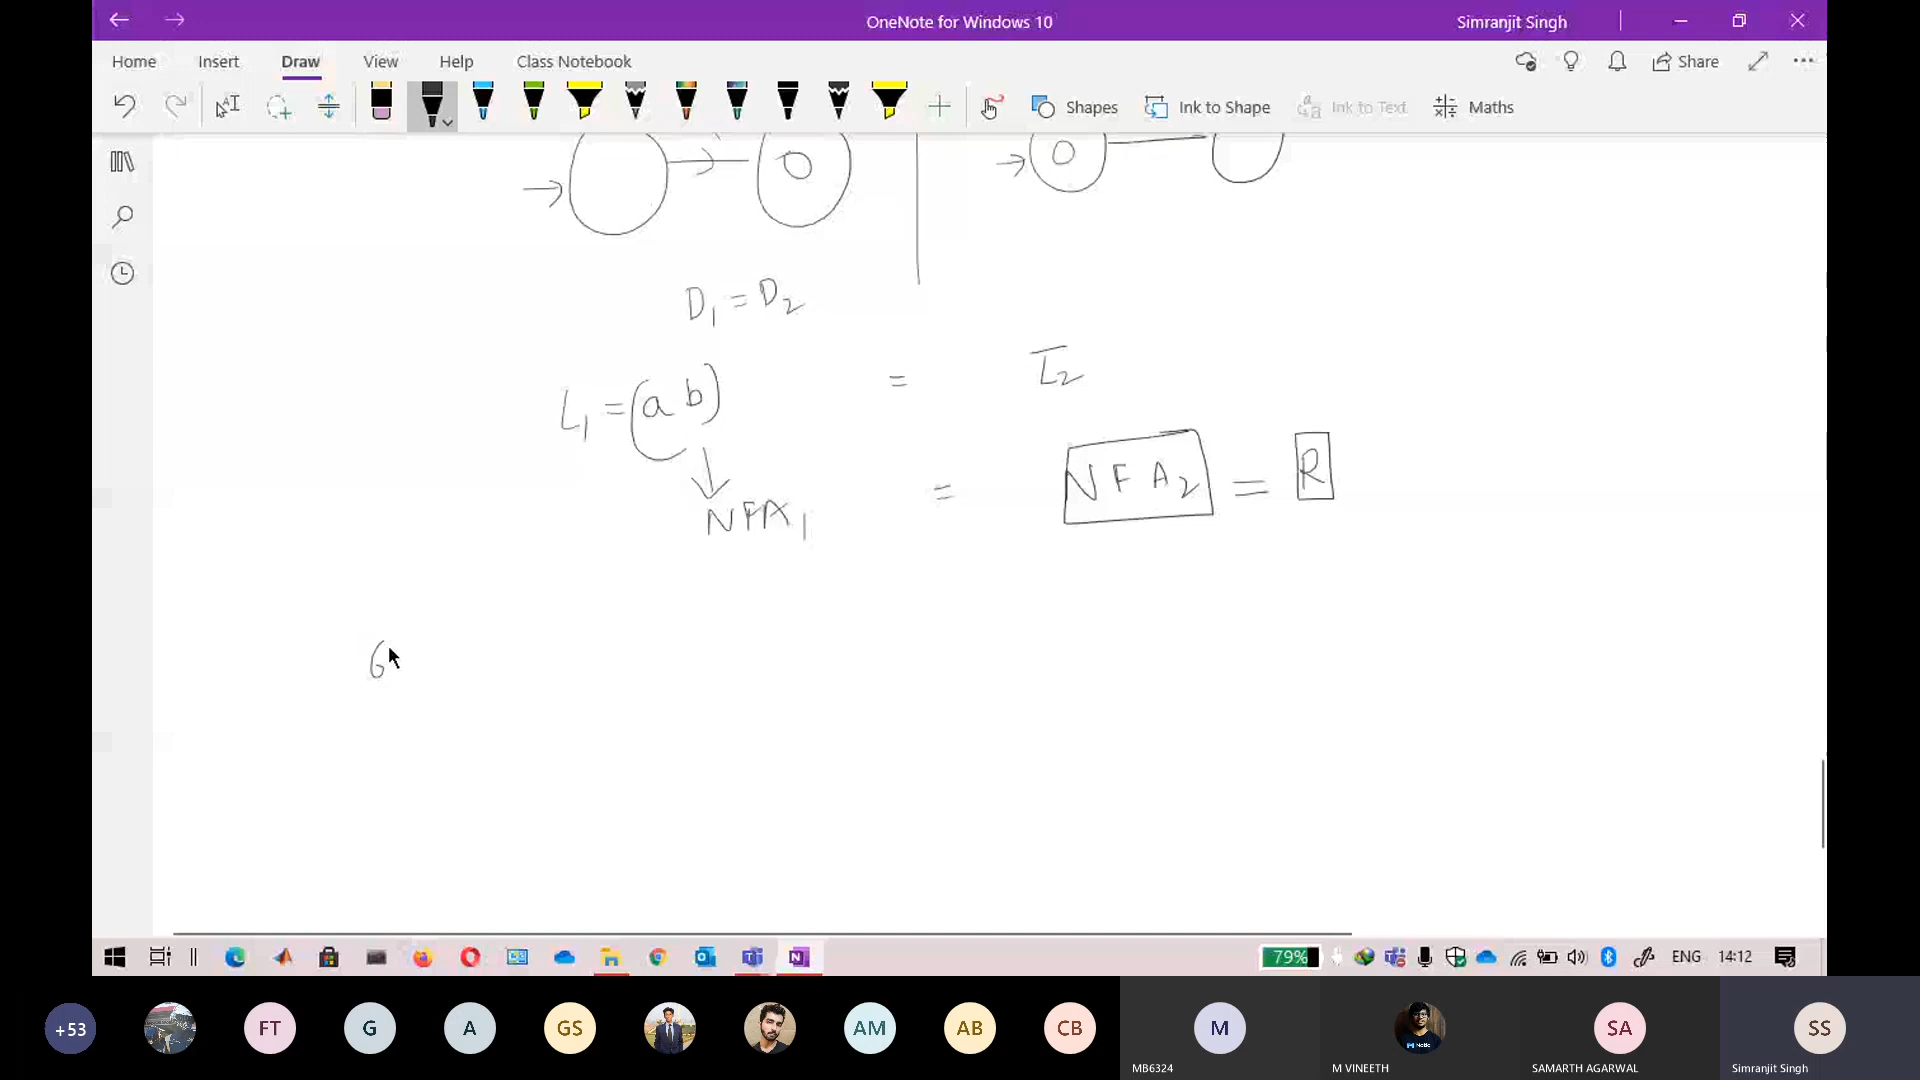 OneNote for Windows 10
Simranjit Singh
Home Insert Draw View Help Class Notebook
Share
Shapes Ink to Shape Ink to Text Maths
D₁ = D₂
L₁ = (a b) = L̅₂
NFA₁ = NFA₂ = R
G
79% ENG 14:12
+53 FT G A GS AM AB CB M SA SS
MB6324 M VINEETH SAMARTH AGARWAL Simranjit Singh